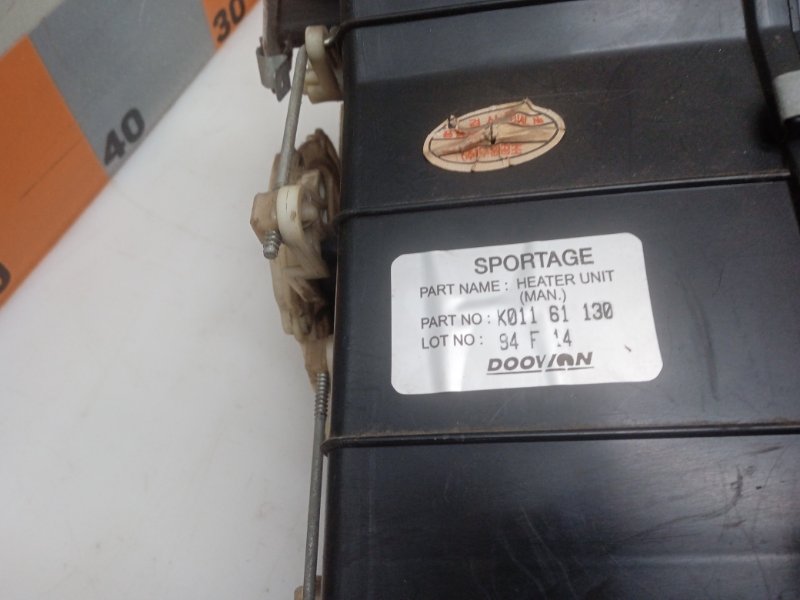 30
40
SPORTAGE
PART NAME : HEATER UNIT
(MAN.)
PART NO : K011 61 130
LOT NO : 94 F 14
DOOWON